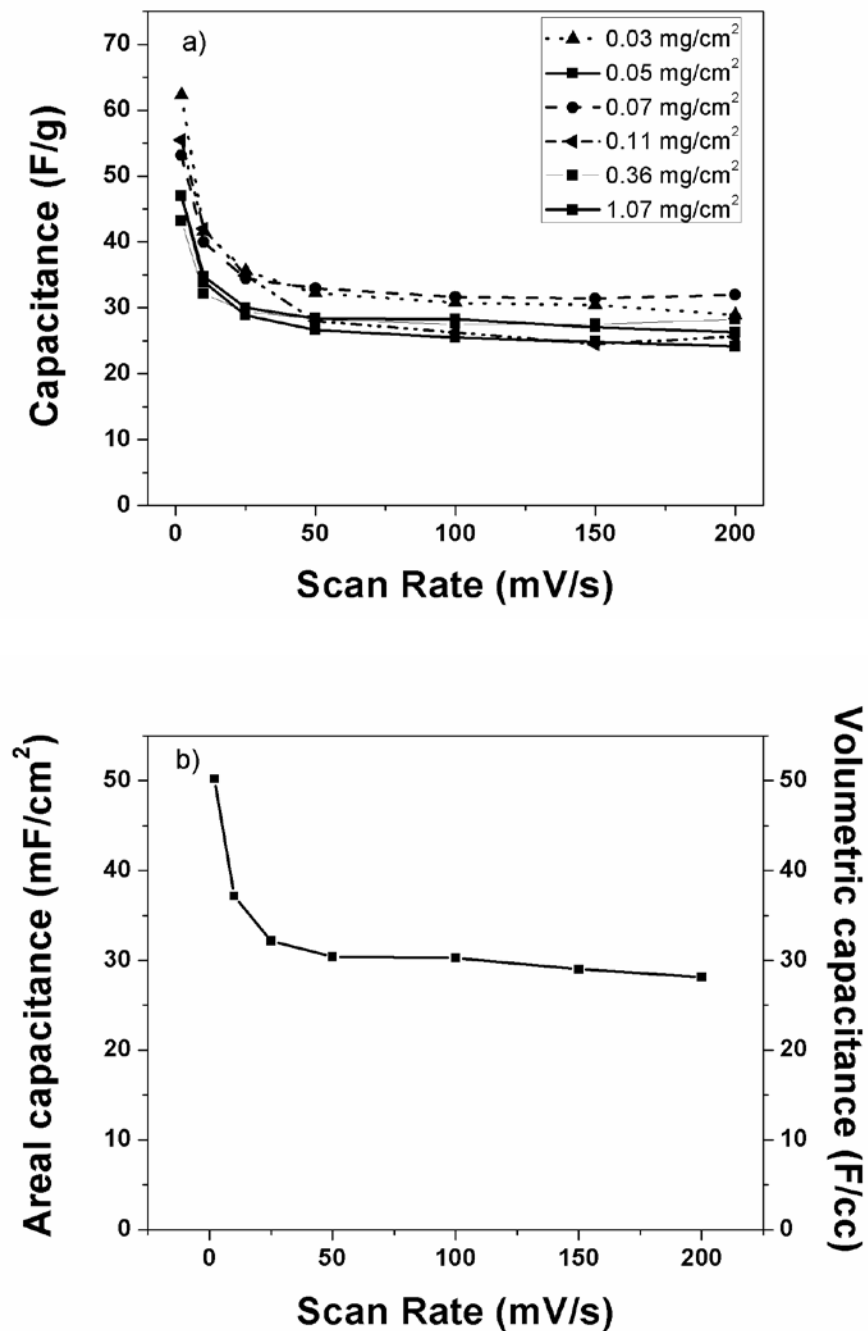 a)
0.03 mg/cm²
0.05 mg/cm²
0.07 mg/cm²
0.11 mg/cm²
0.36 mg/cm²
1.07 mg/cm²
Capacitance (F/g)
70
60
50
40
30
20
10
0
0 50 100 150 200
Scan Rate (mV/s)
b)
Areal capacitance (mF/cm²)
50
40
30
20
10
0
Volumetric capacitance (F/cc)
50
40
30
20
10
0
0 50 100 150 200
Scan Rate (mV/s)